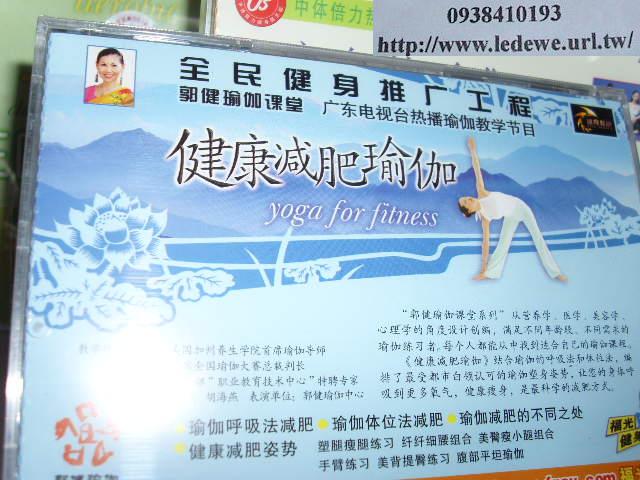 0938410193
http://www.ledewe.url.tw/
中体倍力
全民健身推广工程
郭健瑜伽课堂 广东电视台热播瑜伽教学节目
健康减肥瑜伽
yoga for fitness
国加州养生学院首席瑜伽导师
全国瑜伽大赛总裁判长
"职业教育技术中心"特聘专家
胡海燕 表演单位:郭健瑜伽中心
"郭健瑜伽课堂系列"从营养学、医学、美容学、
心理学的角度设计创编,满足不同年龄段、不同需求的
瑜伽练习者,每个人都能从中找到适合自己的瑜伽课程。
《健康减肥瑜伽》结合瑜伽的呼吸法和体位法,编
排了最受都市白领认可的瑜伽塑身姿势,让您的身体呼
吸到更多氧气,健康瘦身,是最科学的减肥方式。
瑜伽呼吸法减肥 •瑜伽体位法减肥 •瑜伽减肥的不同之处
•健康减肥姿势 塑腿瘦腿练习 纤纤细腰组合 美臀瘦小腿组合
手臂练习 美背提臀练习 腹部平坦瑜伽
福光